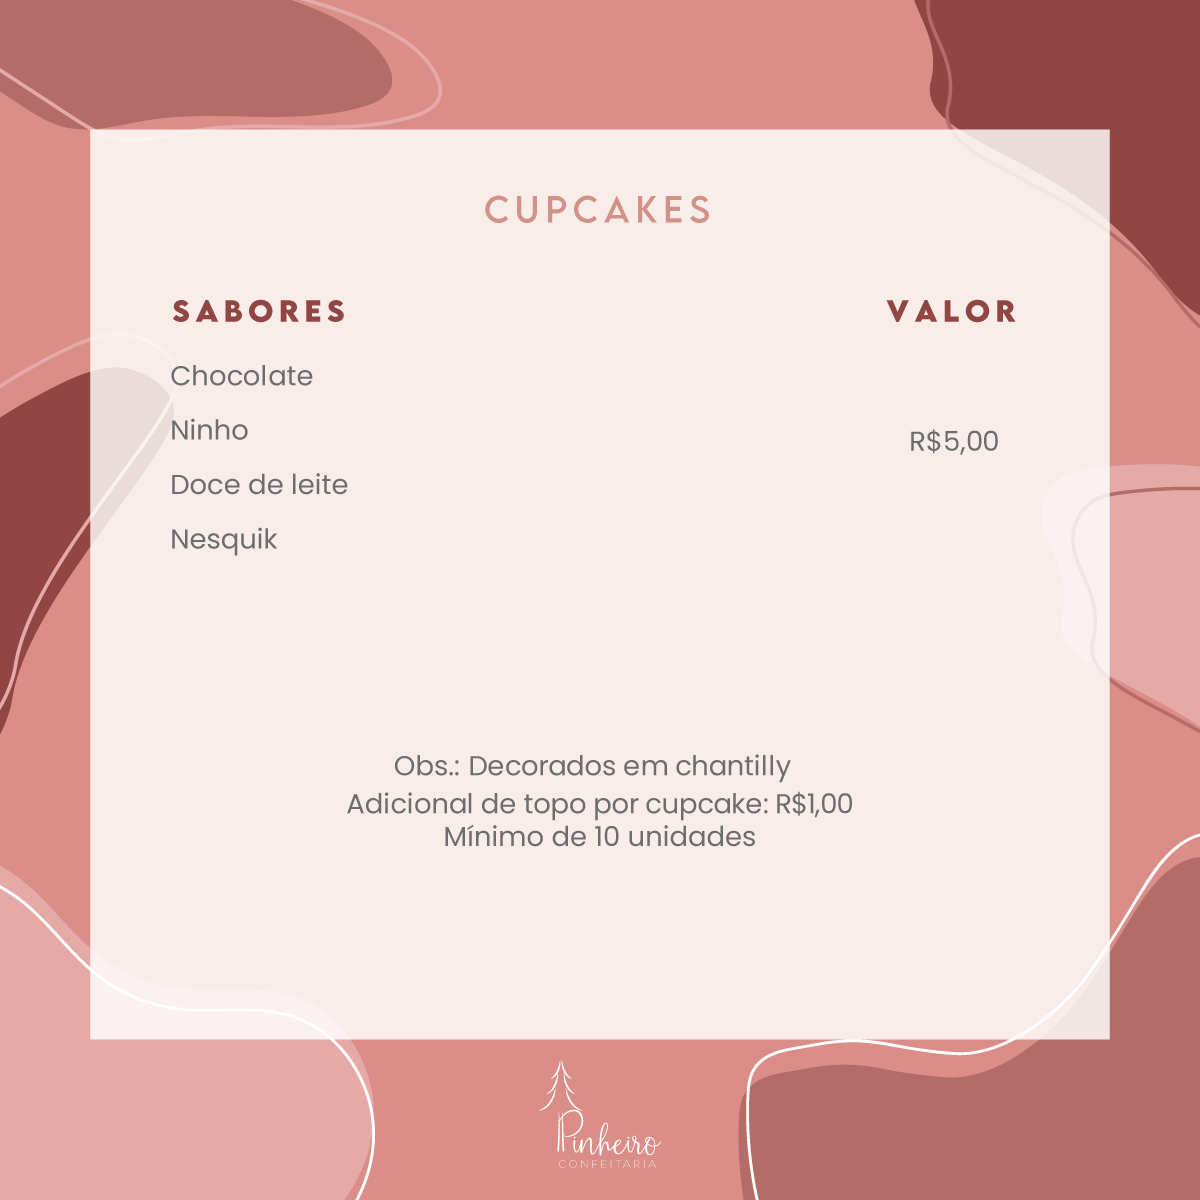 CUPCAKES
SABORES
VALOR
Chocolate
Ninho
R$5,00
Doce de leite
Nesquik
Obs.: Decorados em chantilly
Adicional de topo por cupcake: R$1,00
Mínimo de 10 unidades
Pinheiro
CONFEITARIA